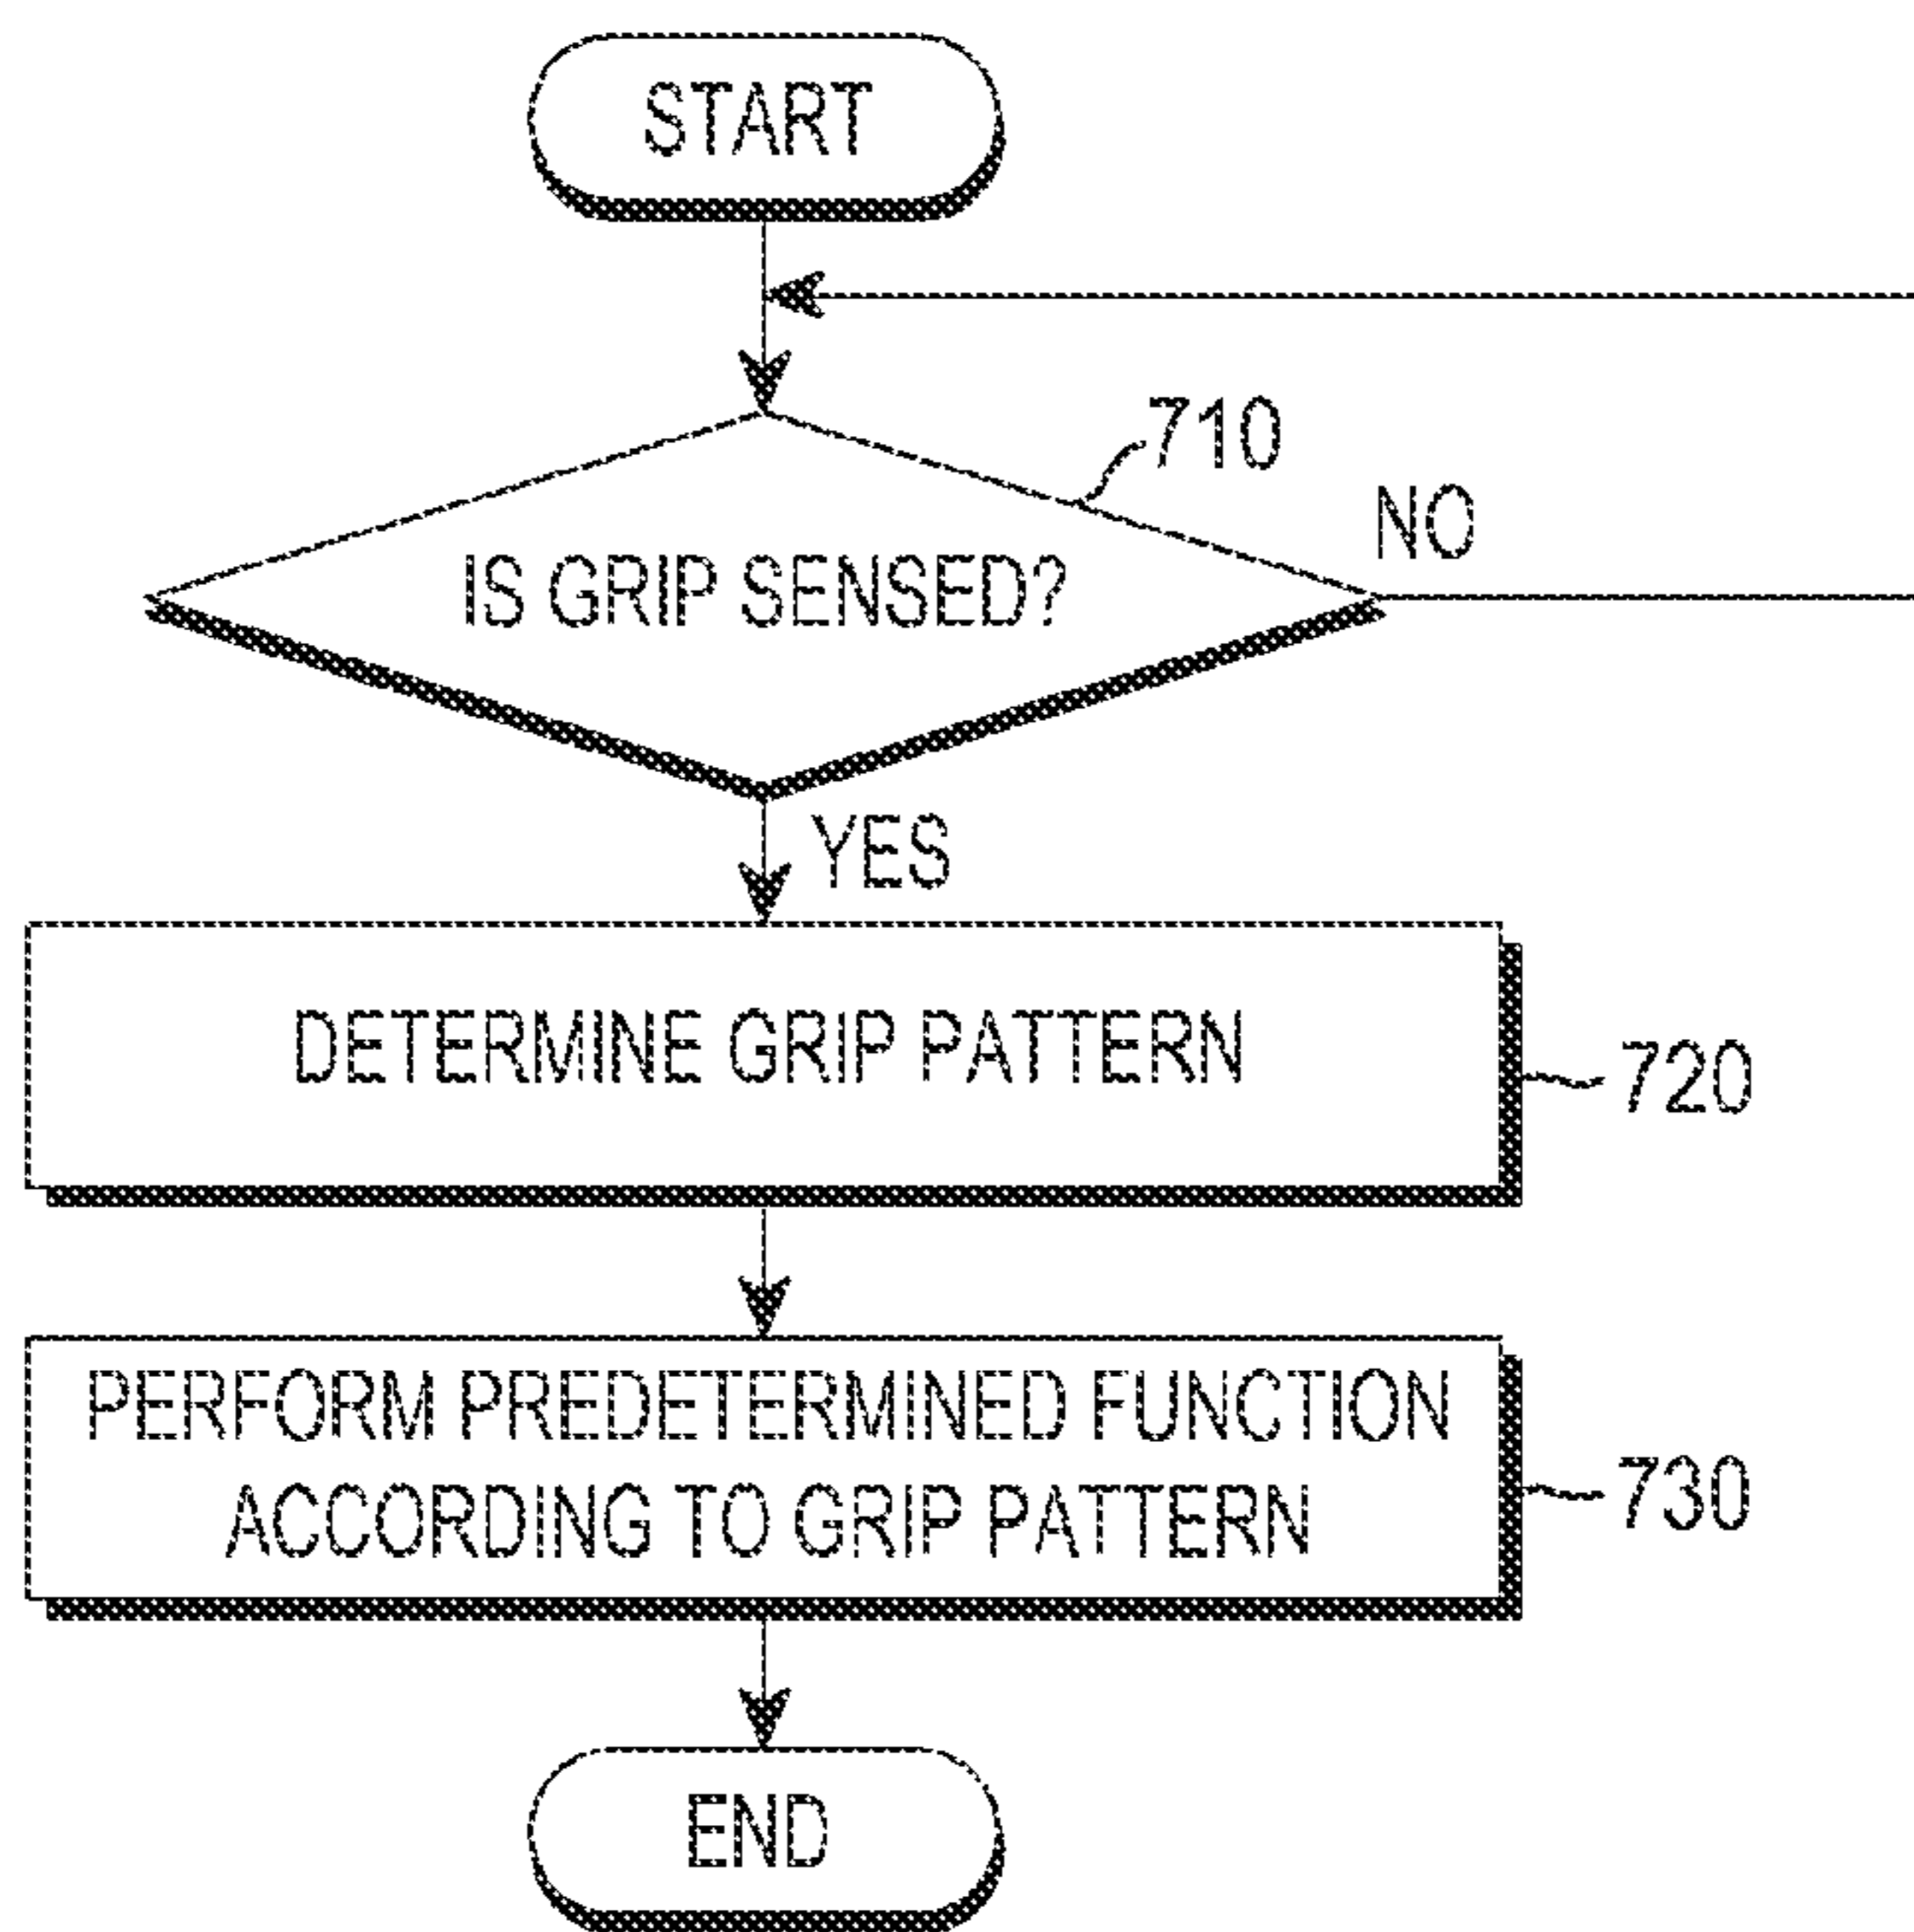 START
710
NO
IS GRIP SENSED?
YES
DETERMINE GRIP PATTERN
720
PERFORM PREDETERMINED FUNCTION
ACCORDING TO GRIP PATTERN
730
END